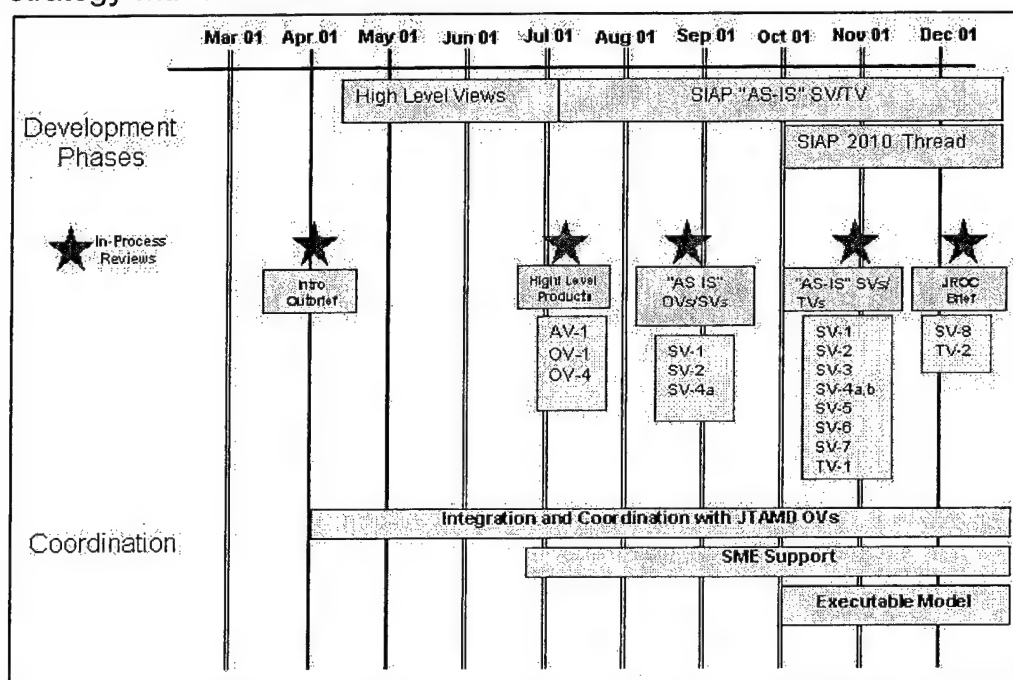 Mar 01 Apr 01 May 01 Jun 01 Jul 01 Aug 01 Sep 01 Oct 01 Nov 01 Dec 01
Development
Phases
High Level Views
SIAP "AS-IS" SV/TV
SIAP 2010 Thread
In-Process
Reviews
Intro
Outbrief
Hight Level
Products
AV-1
OV-1
OV-4
"AS-IS"
OVs/SVs
SV-1
SV-2
SV-4a
"AS-IS" SVs/
TVs
SV-1
SV-2
SV-3
SV-4a,b
SV-5
SV-6
SV-7
TV-1
JROC
Brief
SV-8
TV-2
Coordination
Integration and Coordination with JTAMD OVs
SME Support
Executable Model